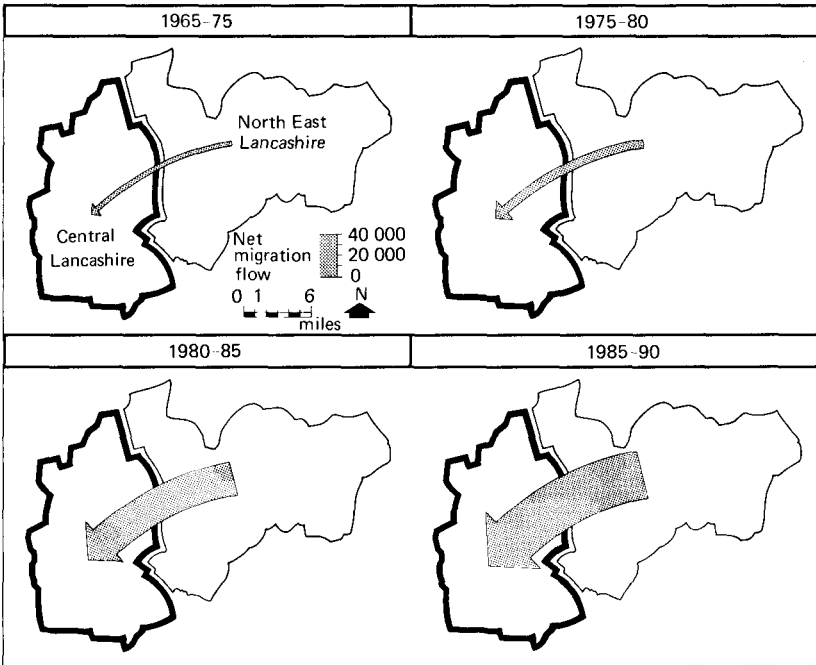 1965-75
1975-80
North East
Lancashire
Central
Lancashire
Net
migration
flow
40 000
20 000
0
0 1 6
miles
N
1980-85
1985-90